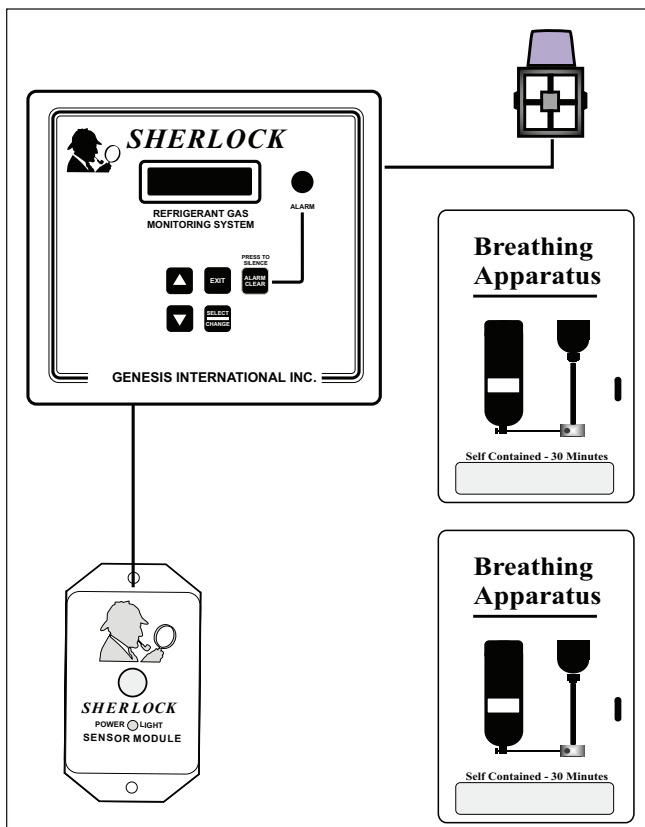 SHERLOCK
REFRIGERANT GAS
MONITORING SYSTEM
ALARM
PRESS TO
SILENCE
EXIT
ALARM
CLEAR
SELECT
CHANGE
GENESIS INTERNATIONAL INC.
Breathing
Apparatus
Self Contained - 30 Minutes
SHERLOCK
POWER LIGHT
SENSOR MODULE
Breathing
Apparatus
Self Contained - 30 Minutes